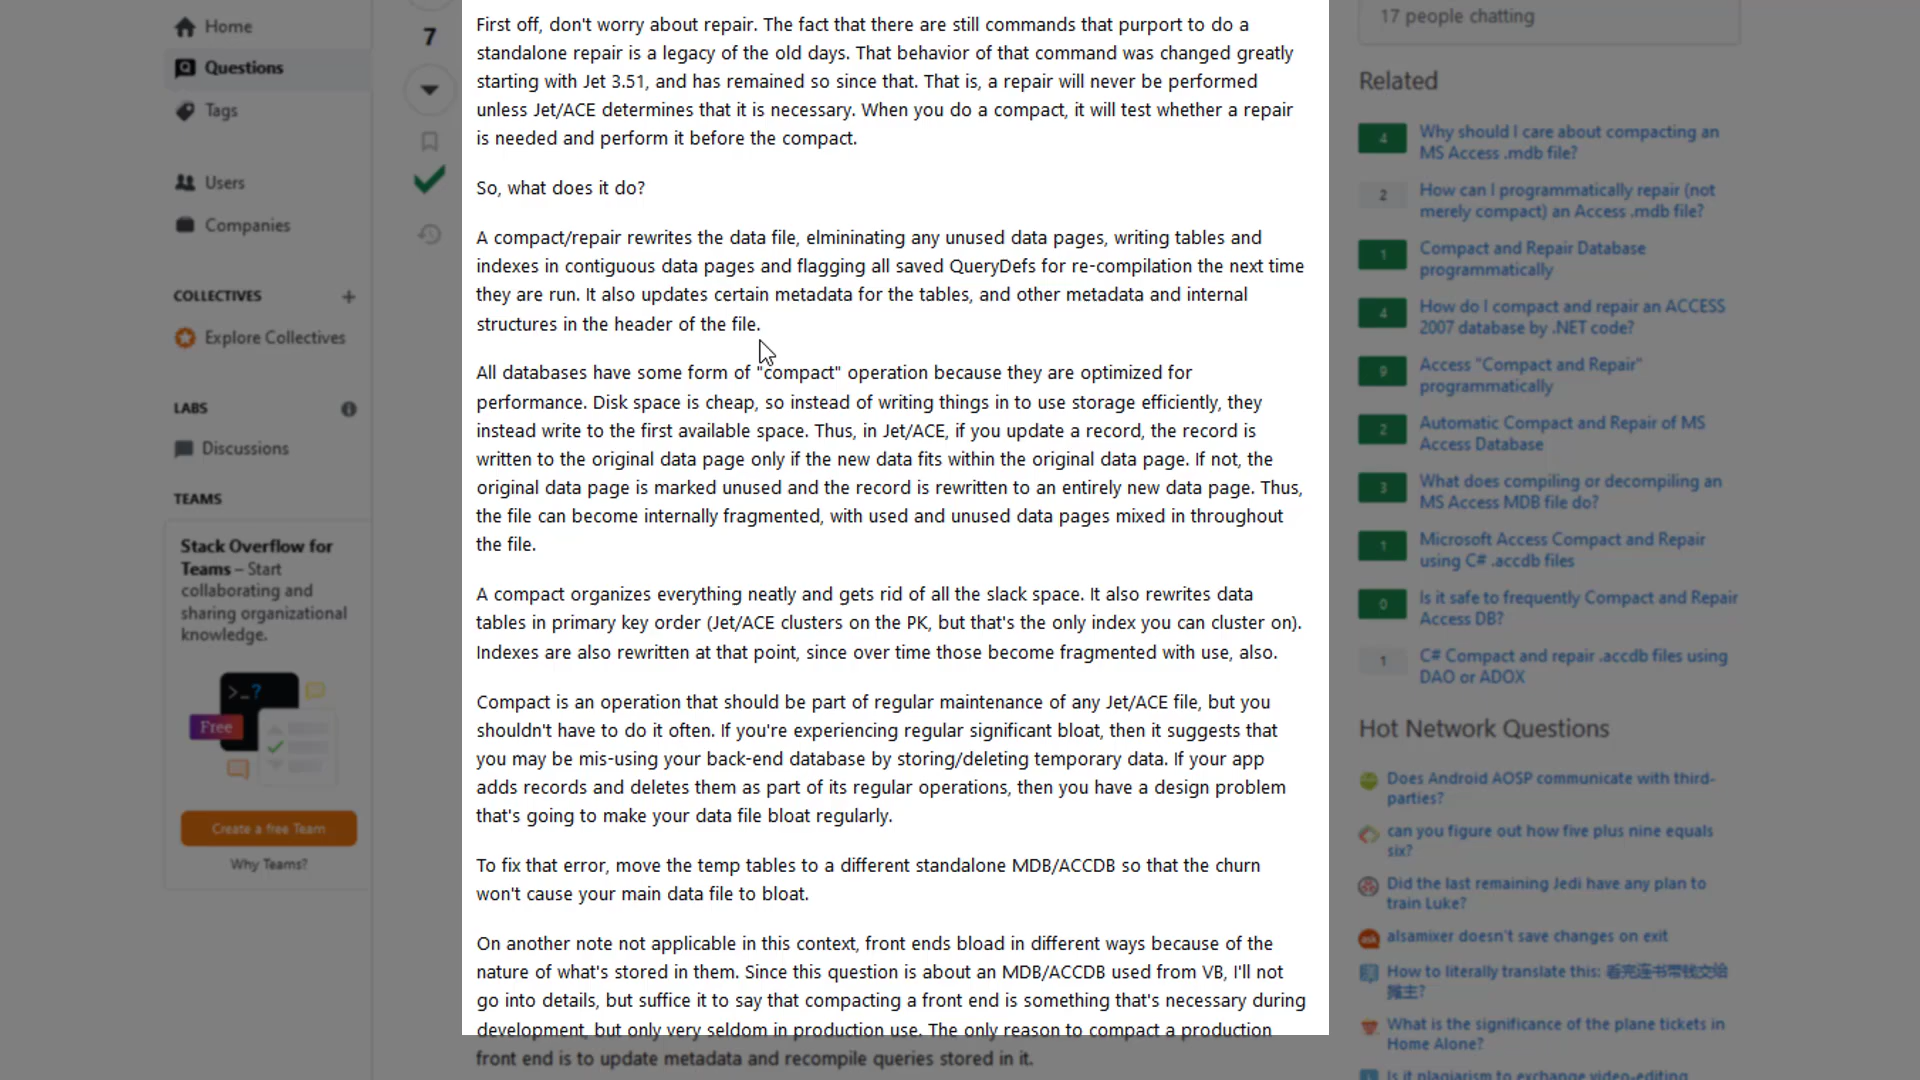 Home
Questions
Tags
Users
Companies
COLLECTIVES
Explore Collectives
LABS
Discussions
TEAMS
Stack Overflow for
Teams – Start
collaborating and
sharing organizational
knowledge.
>_?
Free
Create a free Team
Why Teams?
7
First off, don't worry about repair. The fact that there are still commands that purport to do a
standalone repair is a legacy of the old days. That behavior of that command was changed greatly
starting with Jet 3.51, and has remained so since that. That is, a repair will never be performed
unless Jet/ACE determines that it is necessary. When you do a compact, it will test whether a repair
is needed and perform it before the compact.
So, what does it do?
A compact/repair rewrites the data file, elmininating any unused data pages, writing tables and
indexes in contiguous data pages and flagging all saved QueryDefs for re-compilation the next time
they are run. It also updates certain metadata for the tables, and other metadata and internal
structures in the header of the file.
All databases have some form of "compact" operation because they are optimized for
performance. Disk space is cheap, so instead of writing things in to use storage efficiently, they
instead write to the first available space. Thus, in Jet/ACE, if you update a record, the record is
written to the original data page only if the new data fits within the original data page. If not, the
original data page is marked unused and the record is rewritten to an entirely new data page. Thus,
the file can become internally fragmented, with used and unused data pages mixed in throughout
the file.
A compact organizes everything neatly and gets rid of all the slack space. It also rewrites data
tables in primary key order (Jet/ACE clusters on the PK, but that's the only index you can cluster on).
Indexes are also rewritten at that point, since over time those become fragmented with use, also.
Compact is an operation that should be part of regular maintenance of any Jet/ACE file, but you
shouldn't have to do it often. If you're experiencing regular significant bloat, then it suggests that
you may be mis-using your back-end database by storing/deleting temporary data. If your app
adds records and deletes them as part of its regular operations, then you have a design problem
that's going to make your data file bloat regularly.
To fix that error, move the temp tables to a different standalone MDB/ACCDB so that the churn
won't cause your main data file to bloat.
On another note not applicable in this context, front ends bload in different ways because of the
nature of what's stored in them. Since this question is about an MDB/ACCDB used from VB, I'll not
go into details, but suffice it to say that compacting a front end is something that's necessary during
development, but only very seldom in production use. The only reason to compact a production
front end is to update metadata and recompile queries stored in it.
17 people chatting
Related
4 Why should I care about compacting an
MS Access .mdb file?
2 How can I programmatically repair (not
merely compact) an Access .mdb file?
1 Compact and Repair Database
programmatically
4 How do I compact and repair an ACCESS
2007 database by .NET code?
9 Access "Compact and Repair"
programmatically
2 Automatic Compact and Repair of MS
Access Database
3 What does compiling or decompiling an
MS Access MDB file do?
1 Microsoft Access Compact and Repair
using C# .accdb files
0 Is it safe to frequently Compact and Repair
Access DB?
1 C# Compact and repair .accdb files using
DAO or ADOX
Hot Network Questions
Does Android AOSP communicate with third-
parties?
can you figure out how five plus nine equals
six?
Did the last remaining Jedi have any plan to
train Luke?
alsamixer doesn't save changes on exit
How to literally translate this: 看完连书带钱交给
摊主?
What is the significance of the plane tickets in
Home Alone?
Is it plagiarism to exchange video-editing